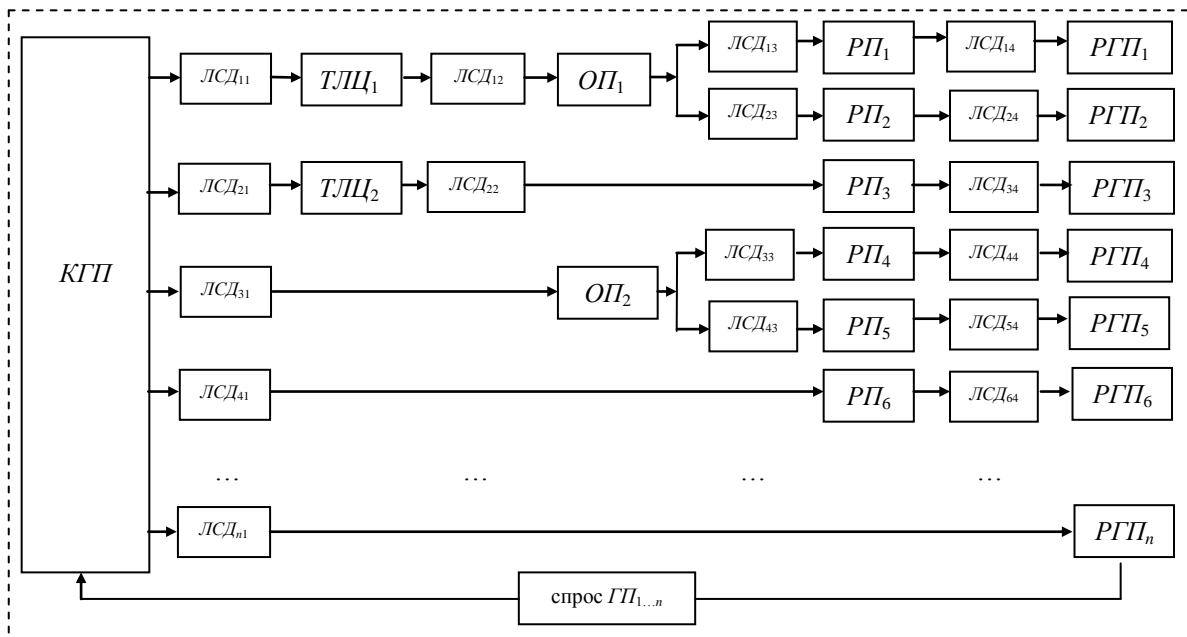 ЛСД₁₃ РП₁ ЛСД₁₄ РГП₁
ЛСД₁₁ ТЛЦ₁ ЛСД₁₂ ОП₁
ЛСД₂₃ РП₂ ЛСД₂₄ РГП₂
ЛСД₂₁ ТЛЦ₂ ЛСД₂₂ РП₃ ЛСД₃₄ РГП₃
ЛСД₃₃ РП₄ ЛСД₄₄ РГП₄
КГП
ЛСД₃₁ ОП₂
ЛСД₄₃ РП₅ ЛСД₅₄ РГП₅
ЛСД₄₁ РП₆ ЛСД₆₄ РГП₆
… … … …
ЛСДₙ₁ РГПₙ
спрос ГП₁…ₙ